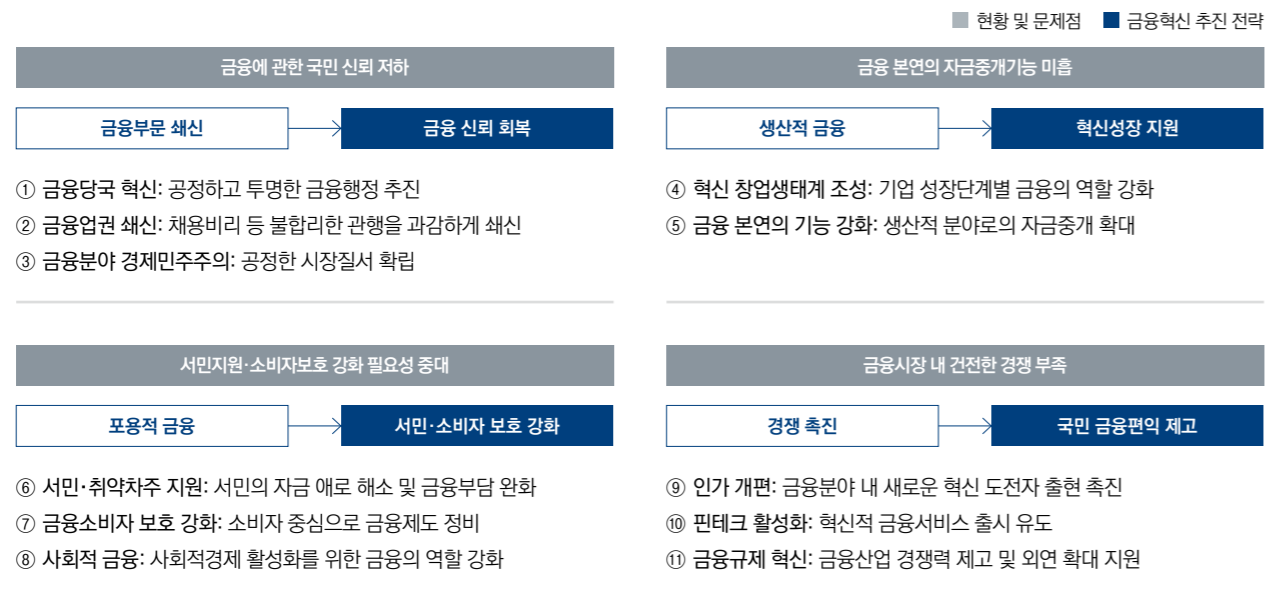 현황 및 문제점
금융혁신 추진 전략
금융에 관한 국민 신뢰 저하
금융부문 쇄신
금융 신뢰 회복
① 금융당국 혁신: 공정하고 투명한 금융행정 추진
② 금융업권 쇄신: 채용비리 등 불합리한 관행을 과감하게 쇄신
③ 금융분야 경제민주주의: 공정한 시장질서 확립
금융 본연의 자금중개기능 미흡
생산적 금융
혁신성장 지원
④ 혁신 창업생태계 조성: 기업 성장단계별 금융의 역할 강화
⑤ 금융 본연의 기능 강화: 생산적 분야로의 자금중개 확대
서민지원·소비자보호 강화 필요성 중대
포용적 금융
서민·소비자 보호 강화
⑥ 서민·취약차주 지원: 서민의 자금 애로 해소 및 금융부담 완화
⑦ 금융소비자 보호 강화: 소비자 중심으로 금융제도 정비
⑧ 사회적 금융: 사회적경제 활성화를 위한 금융의 역할 강화
금융시장 내 건전한 경쟁 부족
경쟁 촉진
국민 금융편익 제고
⑨ 인가 개편: 금융분야 내 새로운 혁신 도전자 출현 촉진
⑩ 핀테크 활성화: 혁신적 금융서비스 출시 유도
⑪ 금융규제 혁신: 금융산업 경쟁력 제고 및 외연 확대 지원